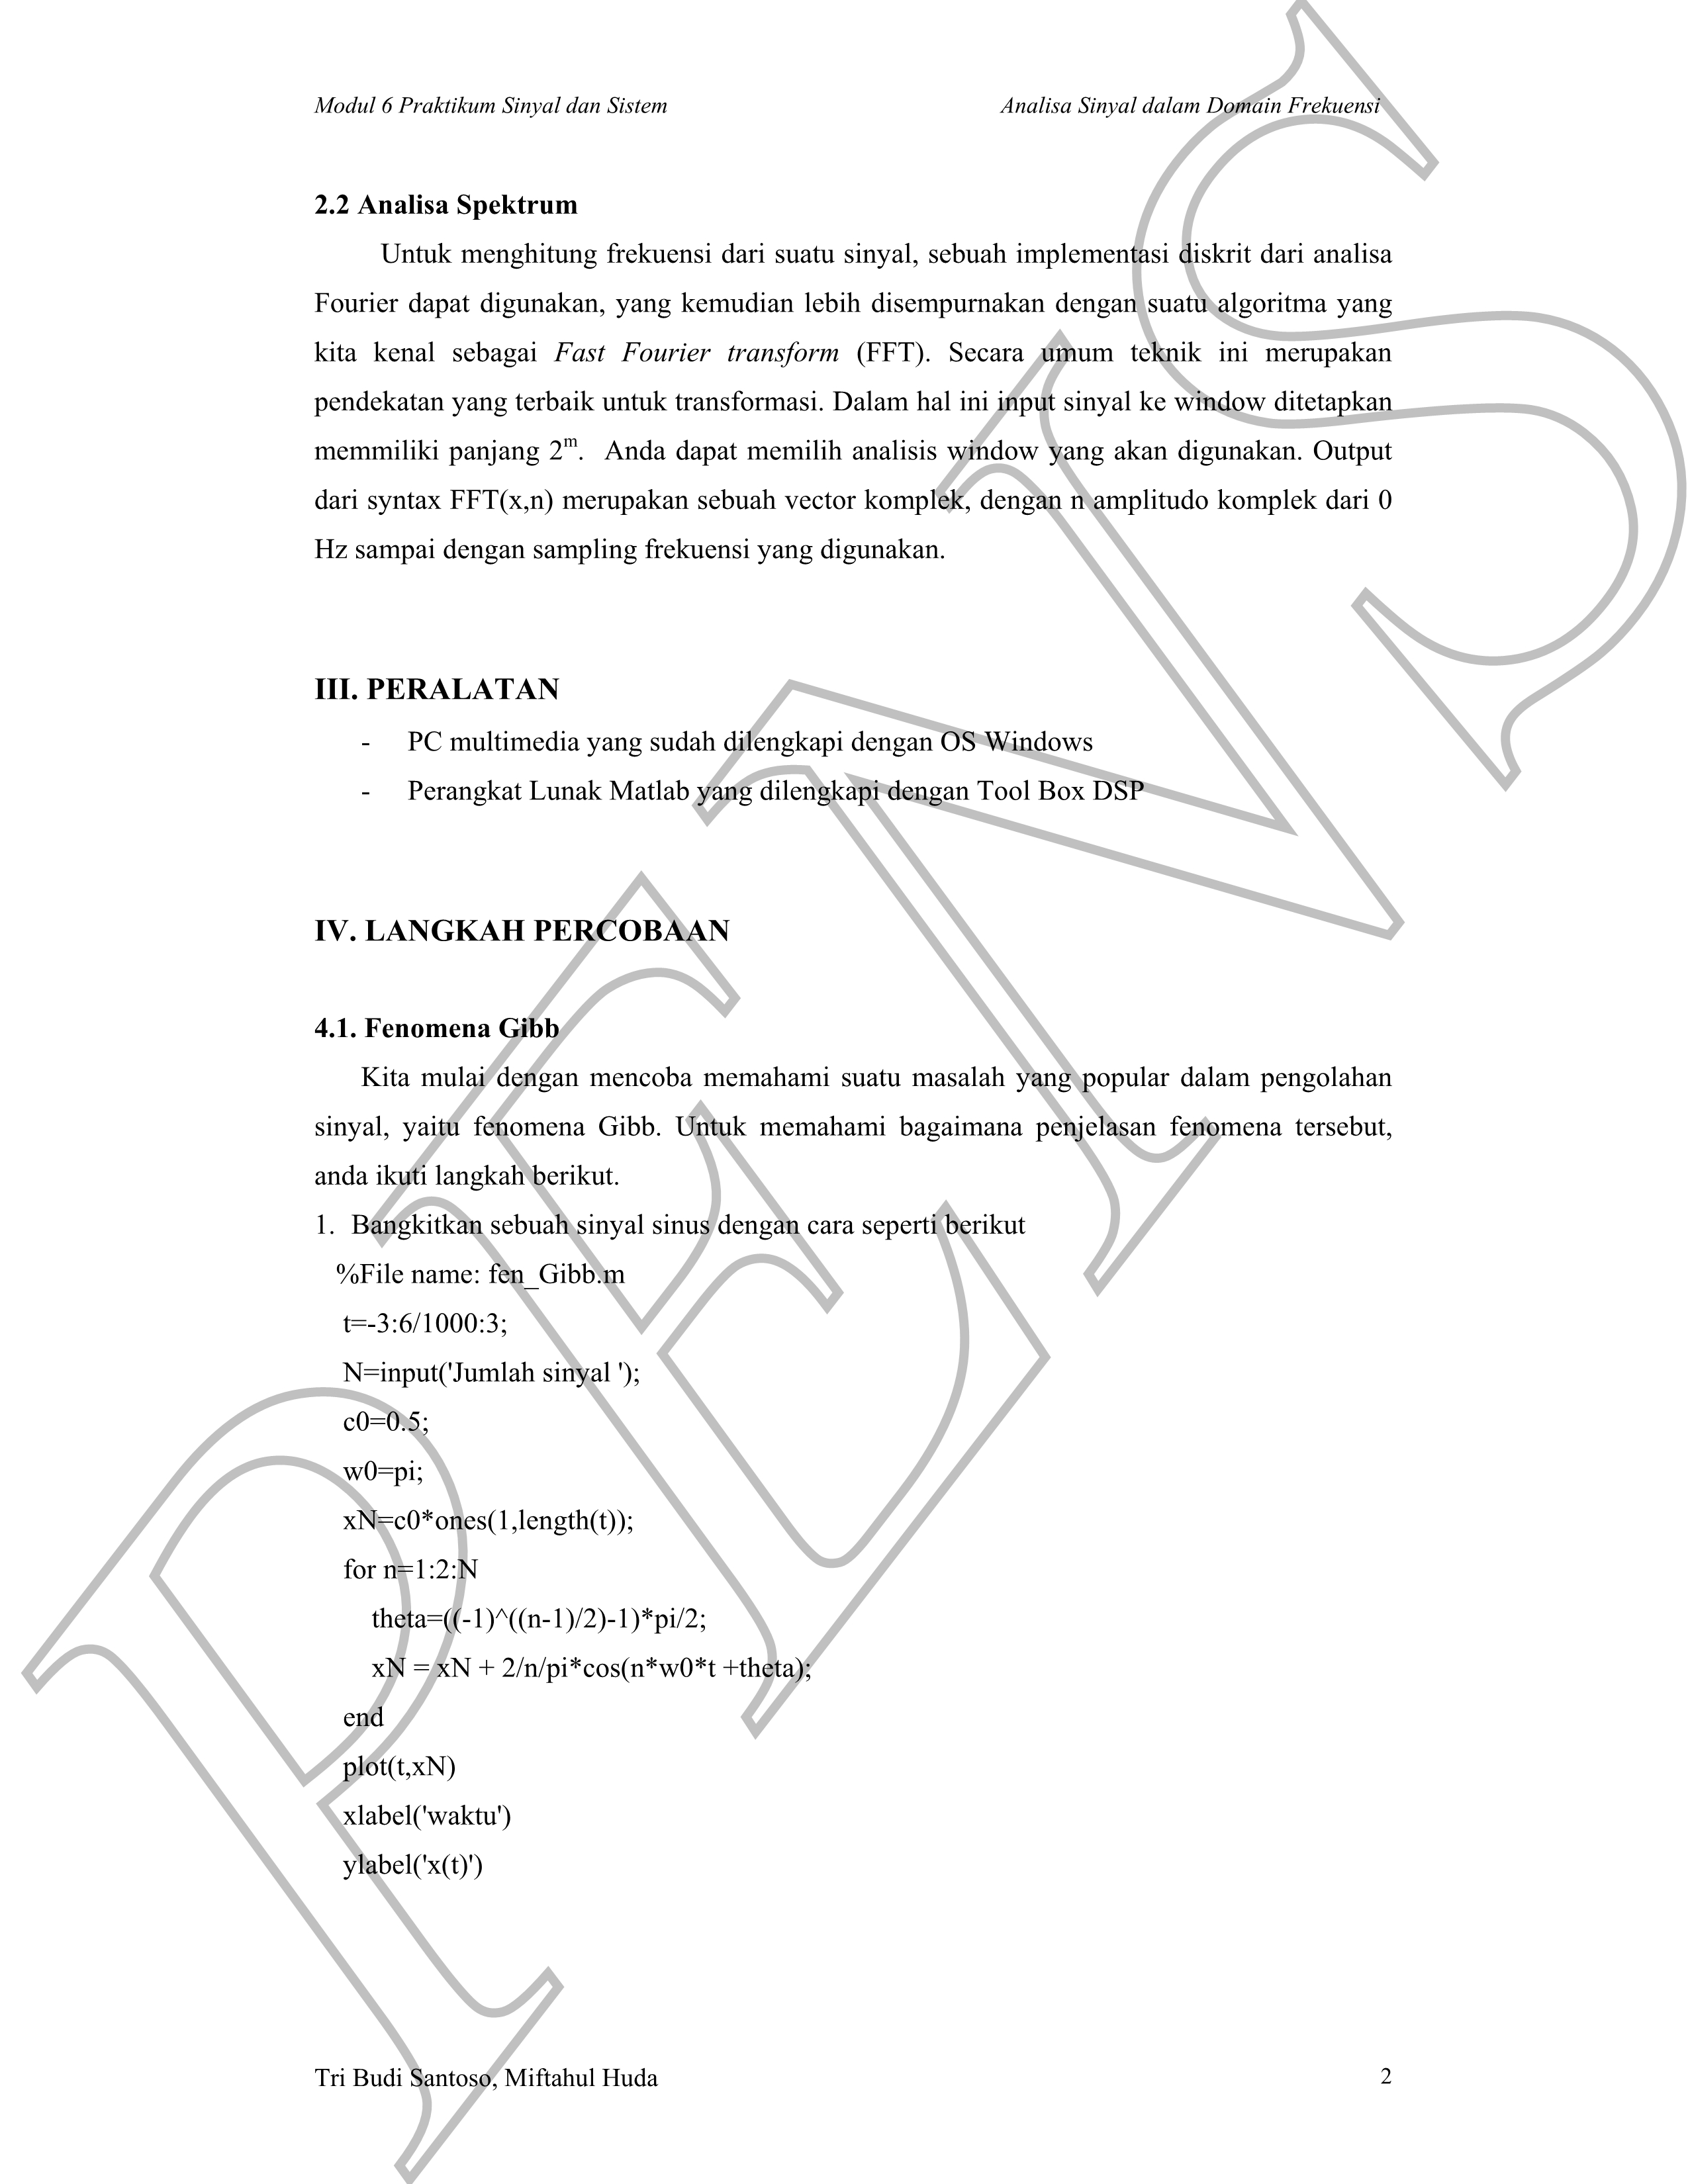 Modul 6 Praktikum Sinyal dan Sistem Analisa Sinyal dalam Domain Frekuensi
2.2 Analisa Spektrum
Untuk menghitung frekuensi dari suatu sinyal, sebuah implementasi diskrit dari analisa
Fourier dapat digunakan, yang kemudian lebih disempurnakan dengan suatu algoritma yang
kita kenal sebagai Fast Fourier transform (FFT). Secara umum teknik ini merupakan
pendekatan yang terbaik untuk transformasi. Dalam hal ini input sinyal ke window ditetapkan
memmiliki panjang 2^m. Anda dapat memilih analisis window yang akan digunakan. Output
dari syntax FFT(x,n) merupakan sebuah vector komplek, dengan n amplitudo komplek dari 0
Hz sampai dengan sampling frekuensi yang digunakan.
III. PERALATAN
- PC multimedia yang sudah dilengkapi dengan OS Windows
- Perangkat Lunak Matlab yang dilengkapi dengan Tool Box DSP
IV. LANGKAH PERCOBAAN
4.1. Fenomena Gibb
Kita mulai dengan mencoba memahami suatu masalah yang popular dalam pengolahan
sinyal, yaitu fenomena Gibb. Untuk memahami bagaimana penjelasan fenomena tersebut,
anda ikuti langkah berikut.
1. Bangkitkan sebuah sinyal sinus dengan cara seperti berikut
%File name: fen_Gibb.m
t=-3:6/1000:3;
N=input('Jumlah sinyal ');
c0=0.5;
w0=pi;
xN=c0*ones(1,length(t));
for n=1:2:N
theta=((-1)^((n-1)/2)-1)*pi/2;
xN = xN + 2/n/pi*cos(n*w0*t +theta);
end
plot(t,xN)
xlabel('waktu')
ylabel('x(t)')
Tri Budi Santoso, Miftahul Huda 2
PENS